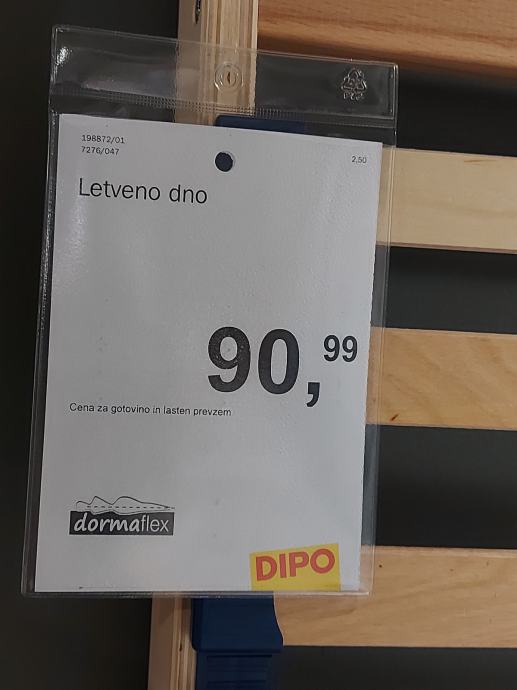 198872/01
7276/047
2,50
Letveno dno
90,99
Cena za gotovino in lasten prevzem
dormaflex
DIPO